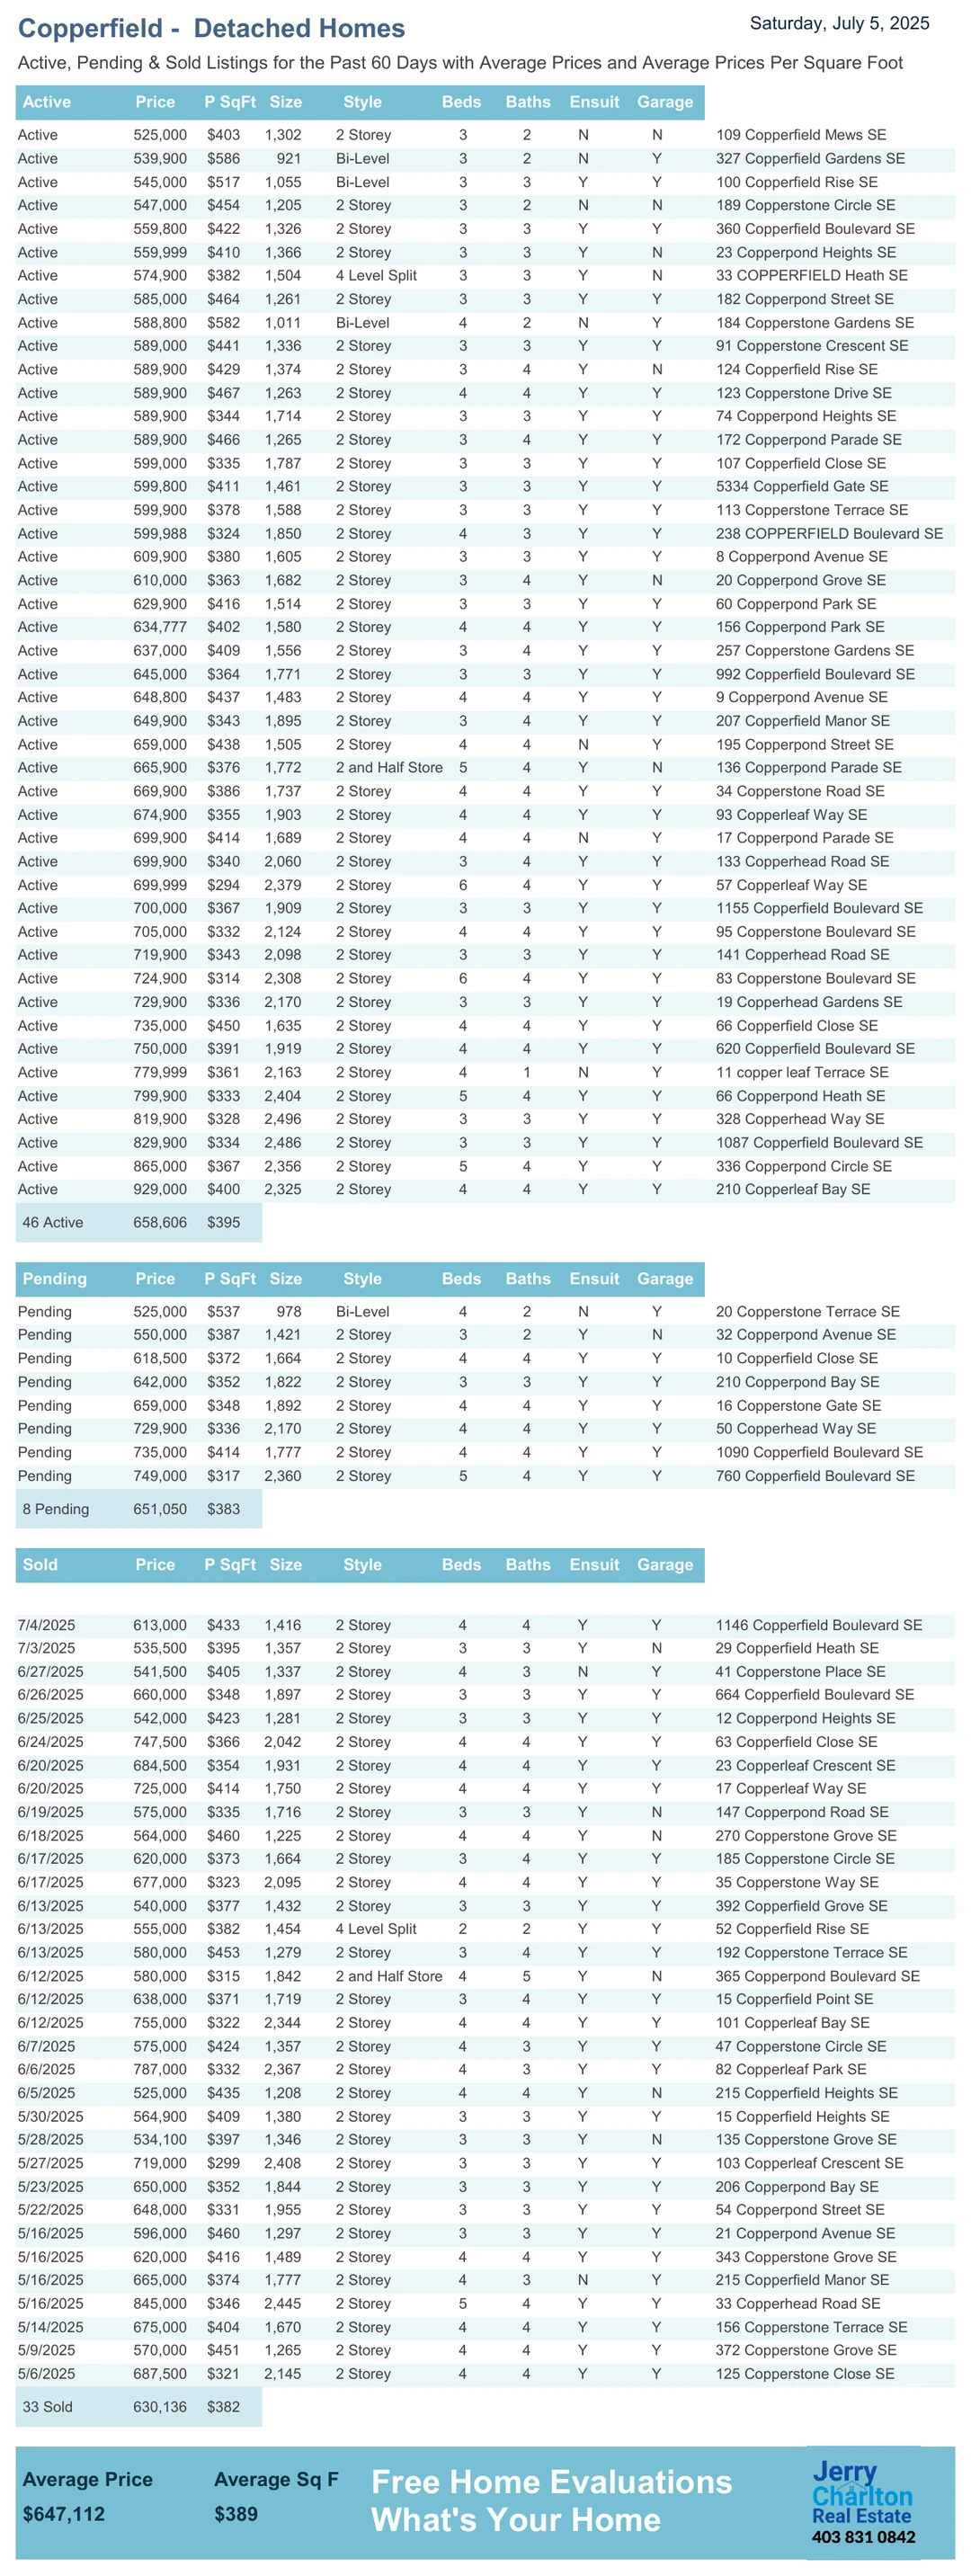 Copperfield - Detached Homes Saturday, July 5, 2025
Active, Pending & Sold Listings for the Past 60 Days with Average Prices and Average Prices Per Square Foot
Active Price P SqFt Size Style Beds Baths Ensuit Garage
Active 525,000 $403 1,302 2 Storey 3 2 N N 109 Copperfield Mews SE
Active 539,900 $586 921 Bi-Level 3 2 N Y 327 Copperfield Gardens SE
Active 545,000 $517 1,055 Bi-Level 3 3 Y Y 100 Copperfield Rise SE
Active 547,000 $454 1,205 2 Storey 3 2 N N 189 Copperstone Circle SE
Active 559,800 $422 1,326 2 Storey 3 3 Y Y 360 Copperfield Boulevard SE
Active 559,999 $410 1,366 2 Storey 3 3 Y N 23 Copperpond Heights SE
Active 574,900 $382 1,504 4 Level Split 3 3 Y N 33 COPPERFIELD Heath SE
Active 585,000 $464 1,261 2 Storey 3 3 Y Y 182 Copperpond Street SE
Active 588,800 $582 1,011 Bi-Level 4 2 N Y 184 Copperstone Gardens SE
Active 589,000 $441 1,336 2 Storey 3 3 Y Y 91 Copperstone Crescent SE
Active 589,900 $429 1,374 2 Storey 3 4 Y N 124 Copperfield Rise SE
Active 589,900 $467 1,263 2 Storey 4 4 Y Y 123 Copperstone Drive SE
Active 589,900 $344 1,714 2 Storey 3 3 Y Y 74 Copperpond Heights SE
Active 589,900 $466 1,265 2 Storey 3 4 Y Y 172 Copperpond Parade SE
Active 599,000 $335 1,787 2 Storey 3 3 Y Y 107 Copperfield Close SE
Active 599,800 $411 1,461 2 Storey 3 3 Y Y 5334 Copperfield Gate SE
Active 599,900 $378 1,588 2 Storey 3 3 Y Y 113 Copperstone Terrace SE
Active 599,988 $324 1,850 2 Storey 4 3 Y Y 238 COPPERFIELD Boulevard SE
Active 609,900 $380 1,605 2 Storey 3 3 Y Y 8 Copperpond Avenue SE
Active 610,000 $363 1,682 2 Storey 3 4 Y N 20 Copperpond Grove SE
Active 629,900 $416 1,514 2 Storey 3 3 Y Y 60 Copperpond Park SE
Active 634,777 $402 1,580 2 Storey 4 4 Y Y 156 Copperpond Park SE
Active 637,000 $409 1,556 2 Storey 3 4 Y Y 257 Copperstone Gardens SE
Active 645,000 $364 1,771 2 Storey 3 3 Y Y 992 Copperfield Boulevard SE
Active 648,800 $437 1,483 2 Storey 4 4 Y Y 9 Copperpond Avenue SE
Active 649,900 $343 1,895 2 Storey 3 4 Y Y 207 Copperfield Manor SE
Active 659,000 $438 1,505 2 Storey 4 4 N Y 195 Copperpond Street SE
Active 665,900 $376 1,772 2 and Half Store 5 4 Y N 136 Copperpond Parade SE
Active 669,900 $386 1,737 2 Storey 4 4 Y Y 34 Copperstone Road SE
Active 674,900 $355 1,903 2 Storey 4 4 Y Y 93 Copperleaf Way SE
Active 699,900 $414 1,689 2 Storey 4 4 N Y 17 Copperpond Parade SE
Active 699,900 $340 2,060 2 Storey 3 4 Y Y 133 Copperhead Road SE
Active 699,999 $294 2,379 2 Storey 6 4 Y Y 57 Copperleaf Way SE
Active 700,000 $367 1,909 2 Storey 3 3 Y Y 1155 Copperfield Boulevard SE
Active 705,000 $332 2,124 2 Storey 4 4 Y Y 95 Copperstone Boulevard SE
Active 719,900 $343 2,098 2 Storey 3 3 Y Y 141 Copperhead Road SE
Active 724,900 $314 2,308 2 Storey 6 4 Y Y 83 Copperstone Boulevard SE
Active 729,900 $336 2,170 2 Storey 3 3 Y Y 19 Copperhead Gardens SE
Active 735,000 $450 1,635 2 Storey 4 4 Y Y 66 Copperfield Close SE
Active 750,000 $391 1,919 2 Storey 4 4 Y Y 620 Copperfield Boulevard SE
Active 779,999 $361 2,163 2 Storey 4 1 N Y 11 copper leaf Terrace SE
Active 799,900 $333 2,404 2 Storey 5 4 Y Y 66 Copperpond Heath SE
Active 819,900 $328 2,496 2 Storey 3 3 Y Y 328 Copperhead Way SE
Active 829,900 $334 2,486 2 Storey 3 3 Y Y 1087 Copperfield Boulevard SE
Active 865,000 $367 2,356 2 Storey 5 4 Y Y 336 Copperpond Circle SE
Active 929,000 $400 2,325 2 Storey 4 4 Y Y 210 Copperleaf Bay SE
46 Active 658,606 $395
Pending Price P SqFt Size Style Beds Baths Ensuit Garage
Pending 525,000 $537 978 Bi-Level 4 2 N Y 20 Copperstone Terrace SE
Pending 550,000 $387 1,421 2 Storey 3 2 Y N 32 Copperpond Avenue SE
Pending 618,500 $372 1,664 2 Storey 4 4 Y Y 10 Copperfield Close SE
Pending 642,000 $352 1,822 2 Storey 3 3 Y Y 210 Copperpond Bay SE
Pending 659,000 $348 1,892 2 Storey 4 4 Y Y 16 Copperstone Gate SE
Pending 729,900 $336 2,170 2 Storey 4 4 Y Y 50 Copperhead Way SE
Pending 735,000 $414 1,777 2 Storey 4 4 Y Y 1090 Copperfield Boulevard SE
Pending 749,000 $317 2,360 2 Storey 5 4 Y Y 760 Copperfield Boulevard SE
8 Pending 651,050 $383
Sold Price P SqFt Size Style Beds Baths Ensuit Garage
7/4/2025 613,000 $433 1,416 2 Storey 4 4 Y Y 1146 Copperfield Boulevard SE
7/3/2025 535,500 $395 1,357 2 Storey 3 3 Y N 29 Copperfield Heath SE
6/27/2025 541,500 $405 1,337 2 Storey 4 3 N Y 41 Copperstone Place SE
6/26/2025 660,000 $348 1,897 2 Storey 3 3 Y Y 664 Copperfield Boulevard SE
6/25/2025 542,000 $423 1,281 2 Storey 3 3 Y Y 12 Copperpond Heights SE
6/24/2025 747,500 $366 2,042 2 Storey 4 4 Y Y 63 Copperfield Close SE
6/20/2025 684,500 $354 1,931 2 Storey 4 4 Y Y 23 Copperleaf Crescent SE
6/20/2025 725,000 $414 1,750 2 Storey 4 4 Y Y 17 Copperleaf Way SE
6/19/2025 575,000 $335 1,716 2 Storey 3 3 Y N 147 Copperpond Road SE
6/18/2025 564,000 $460 1,225 2 Storey 4 4 Y N 270 Copperstone Grove SE
6/17/2025 620,000 $373 1,664 2 Storey 3 4 Y Y 185 Copperstone Circle SE
6/17/2025 677,000 $323 2,095 2 Storey 4 4 Y Y 35 Copperstone Way SE
6/13/2025 540,000 $377 1,432 2 Storey 3 3 Y Y 392 Copperfield Grove SE
6/13/2025 555,000 $382 1,454 4 Level Split 2 2 Y Y 52 Copperfield Rise SE
6/13/2025 580,000 $453 1,279 2 Storey 3 4 Y Y 192 Copperstone Terrace SE
6/12/2025 580,000 $315 1,842 2 and Half Store 4 5 Y N 365 Copperpond Boulevard SE
6/12/2025 638,000 $371 1,719 2 Storey 3 4 Y Y 15 Copperfield Point SE
6/12/2025 755,000 $322 2,344 2 Storey 4 4 Y Y 101 Copperleaf Bay SE
6/7/2025 575,000 $424 1,357 2 Storey 4 3 Y Y 47 Copperstone Circle SE
6/6/2025 787,000 $332 2,367 2 Storey 4 3 Y Y 82 Copperleaf Park SE
6/5/2025 525,000 $435 1,208 2 Storey 4 4 Y N 215 Copperfield Heights SE
5/30/2025 564,900 $409 1,380 2 Storey 3 3 Y Y 15 Copperfield Heights SE
5/28/2025 534,100 $397 1,346 2 Storey 3 3 Y N 135 Copperstone Grove SE
5/27/2025 719,000 $299 2,408 2 Storey 3 3 Y Y 103 Copperleaf Crescent SE
5/23/2025 650,000 $352 1,844 2 Storey 3 3 Y Y 206 Copperpond Bay SE
5/22/2025 648,000 $331 1,955 2 Storey 3 3 Y Y 54 Copperpond Street SE
5/16/2025 596,000 $460 1,297 2 Storey 3 3 Y Y 21 Copperpond Avenue SE
5/16/2025 620,000 $416 1,489 2 Storey 4 4 Y Y 343 Copperstone Grove SE
5/16/2025 665,000 $374 1,777 2 Storey 4 3 N Y 215 Copperfield Manor SE
5/16/2025 845,000 $346 2,445 2 Storey 5 4 Y Y 33 Copperhead Road SE
5/14/2025 675,000 $404 1,670 2 Storey 4 4 Y Y 156 Copperstone Terrace SE
5/9/2025 570,000 $451 1,265 2 Storey 4 4 Y Y 372 Copperstone Grove SE
5/6/2025 687,500 $321 2,145 2 Storey 4 4 Y Y 125 Copperstone Close SE
33 Sold 630,136 $382
Average Price Average Sq F
$647,112 $389
Free Home Evaluations
What's Your Home
Jerry
Charlton
Real Estate
403 831 0842